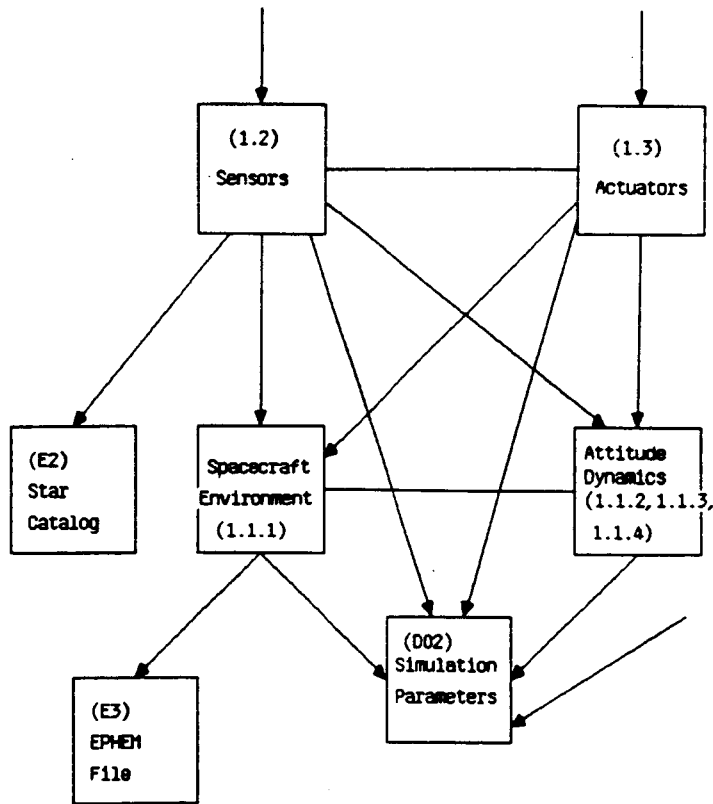 (1.2)
Sensors
(1.3)
Actuators
(E2)
Star
Catalog
Spacecraft
Environment
(1.1.1)
Attitude
Dynamics
(1.1.2, 1.1.3,
1.1.4)
(D02)
Simulation
Parameters
(E3)
EPHEM
File